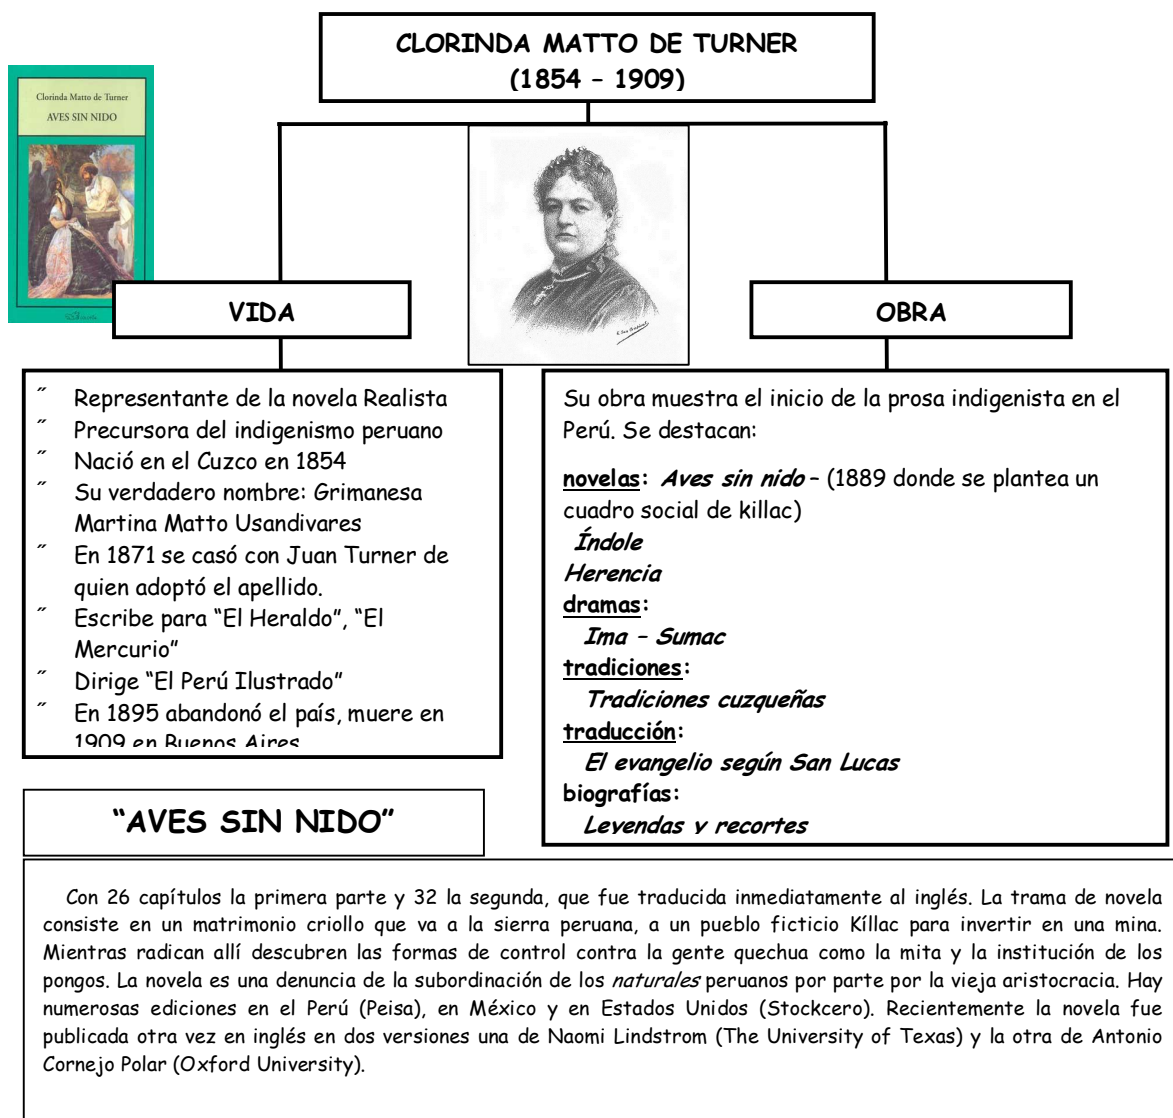 CLORINDA MATTO DE TURNER
(1854 – 1909)
Clorinda Matto de Turner
AVES SIN NIDO
VIDA
OBRA
˝ Representante de la novela Realista
˝ Precursora del indigenismo peruano
˝ Nació en el Cuzco en 1854
˝ Su verdadero nombre: Grimanesa
Martina Matto Usandivares
˝ En 1871 se casó con Juan Turner de
quien adoptó el apellido.
˝ Escribe para “El Heraldo”, “El
Mercurio”
˝ Dirige “El Perú Ilustrado”
˝ En 1895 abandonó el país, muere en
1909 en Buenos Aires
Su obra muestra el inicio de la prosa indigenista en el
Perú. Se destacan:
novelas: Aves sin nido – (1889 donde se plantea un
cuadro social de killac)
Índole
Herencia
dramas:
Ima – Sumac
tradiciones:
Tradiciones cuzqueñas
traducción:
El evangelio según San Lucas
biografías:
Leyendas y recortes
“AVES SIN NIDO”
Con 26 capítulos la primera parte y 32 la segunda, que fue traducida inmediatamente al inglés. La trama de novela
consiste en un matrimonio criollo que va a la sierra peruana, a un pueblo ficticio Kíllac para invertir en una mina.
Mientras radican allí descubren las formas de control contra la gente quechua como la mita y la institución de los
pongos. La novela es una denuncia de la subordinación de los naturales peruanos por parte por la vieja aristocracia. Hay
numerosas ediciones en el Perú (Peisa), en México y en Estados Unidos (Stockcero). Recientemente la novela fue
publicada otra vez en inglés en dos versiones una de Naomi Lindstrom (The University of Texas) y la otra de Antonio
Cornejo Polar (Oxford University).